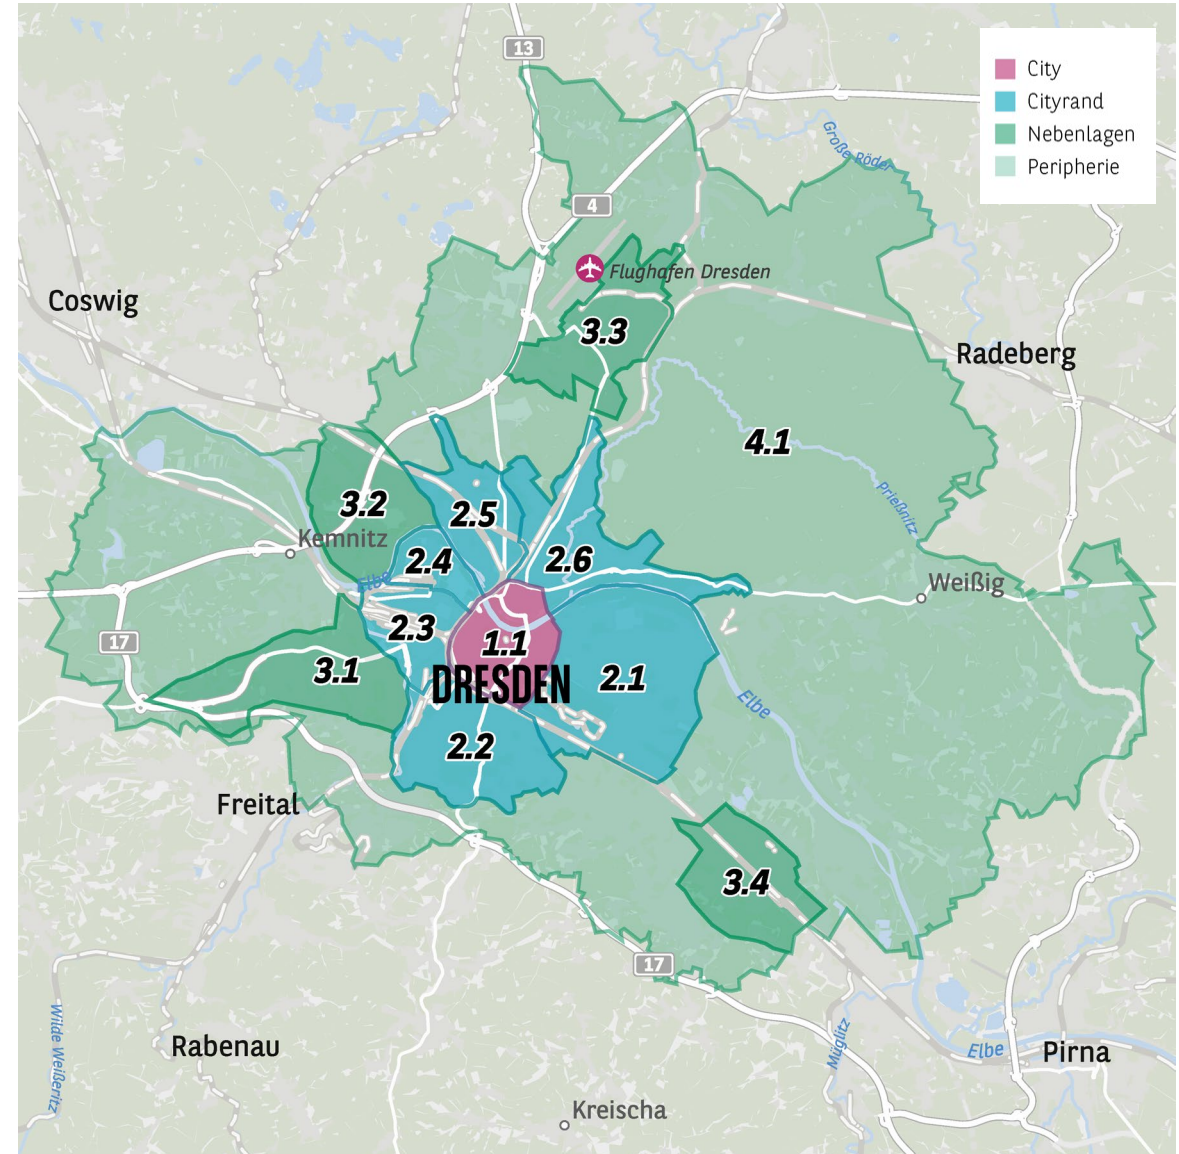 13
City
Cityrand
Nebenlagen
Peripherie
Große Röder
4
Flughafen Dresden
Coswig
3.3
Radeberg
4.1
3.2
2.5
Prießnitz
Kemnitz
2.4
2.6
Elbe
Weißig
17
2.3
1.1
3.1
DRESDEN
2.1
Elbe
2.2
Freital
3.4
17
Wilde Weißeritz
Rabenau
Müglitz
Elbe
Pirna
Kreischa